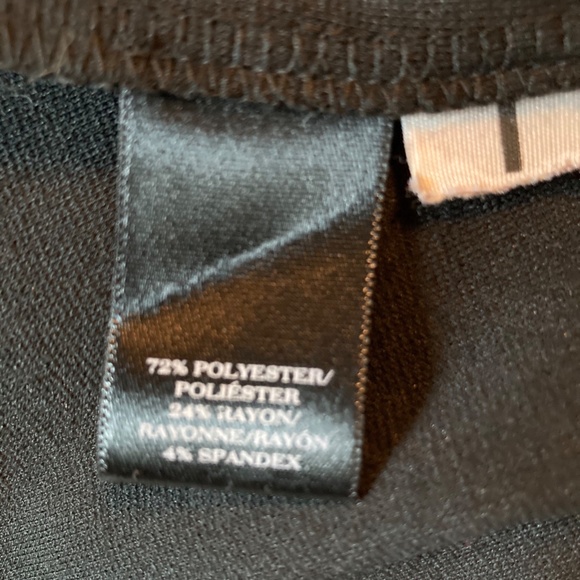 72% POLYESTER/
POLIÉSTER
24% RAYON/
RAYONNE/RAYÓN
4% SPANDEX